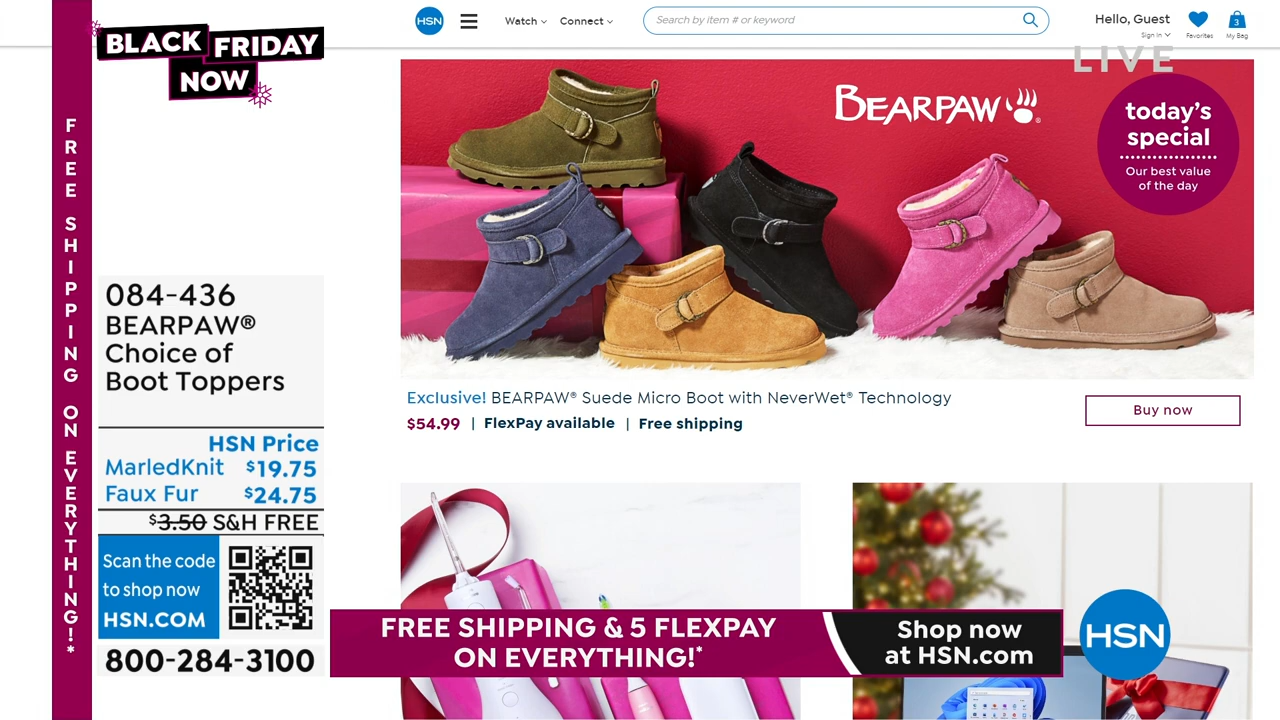 BLACK FRIDAY
NOW
FREE SHIPPING ON EVERYTHING!*
084-436
BEARPAW®
Choice of
Boot Toppers
HSN Price
MarledKnit $19.75
Faux Fur $24.75
$3.50 S&H FREE
Scan the code
to shop now
HSN.COM
800-284-3100
HSN
Watch
Connect
Search by item # or keyword
Hello, Guest
Sign in
Favorites
3
My Bag
LIVE
BEARPAW®
today's
special
Our best value
of the day
Exclusive! BEARPAW® Suede Micro Boot with NeverWet® Technology
$54.99 | FlexPay available | Free shipping
Buy now
FREE SHIPPING & 5 FLEXPAY
ON EVERYTHING!*
Shop now
at HSN.com
HSN